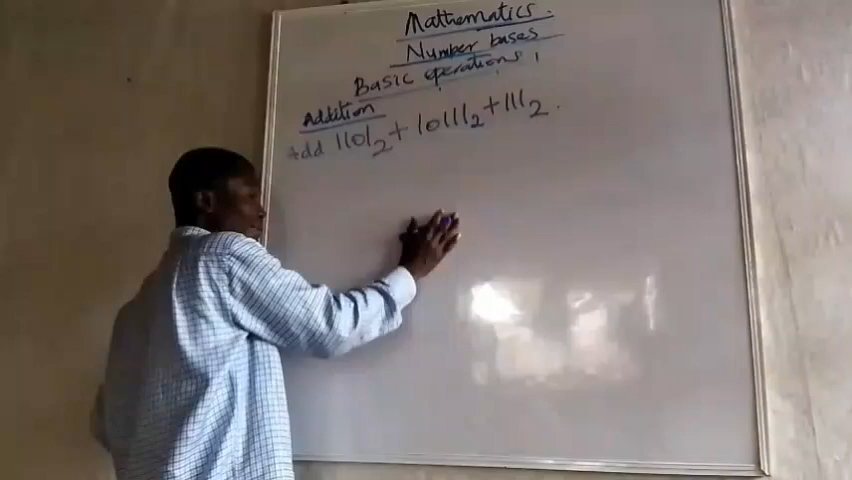 Mathematics.
Number bases
Basic operations!
Addition
Add 1101₂ + 10111₂ + 111₂.